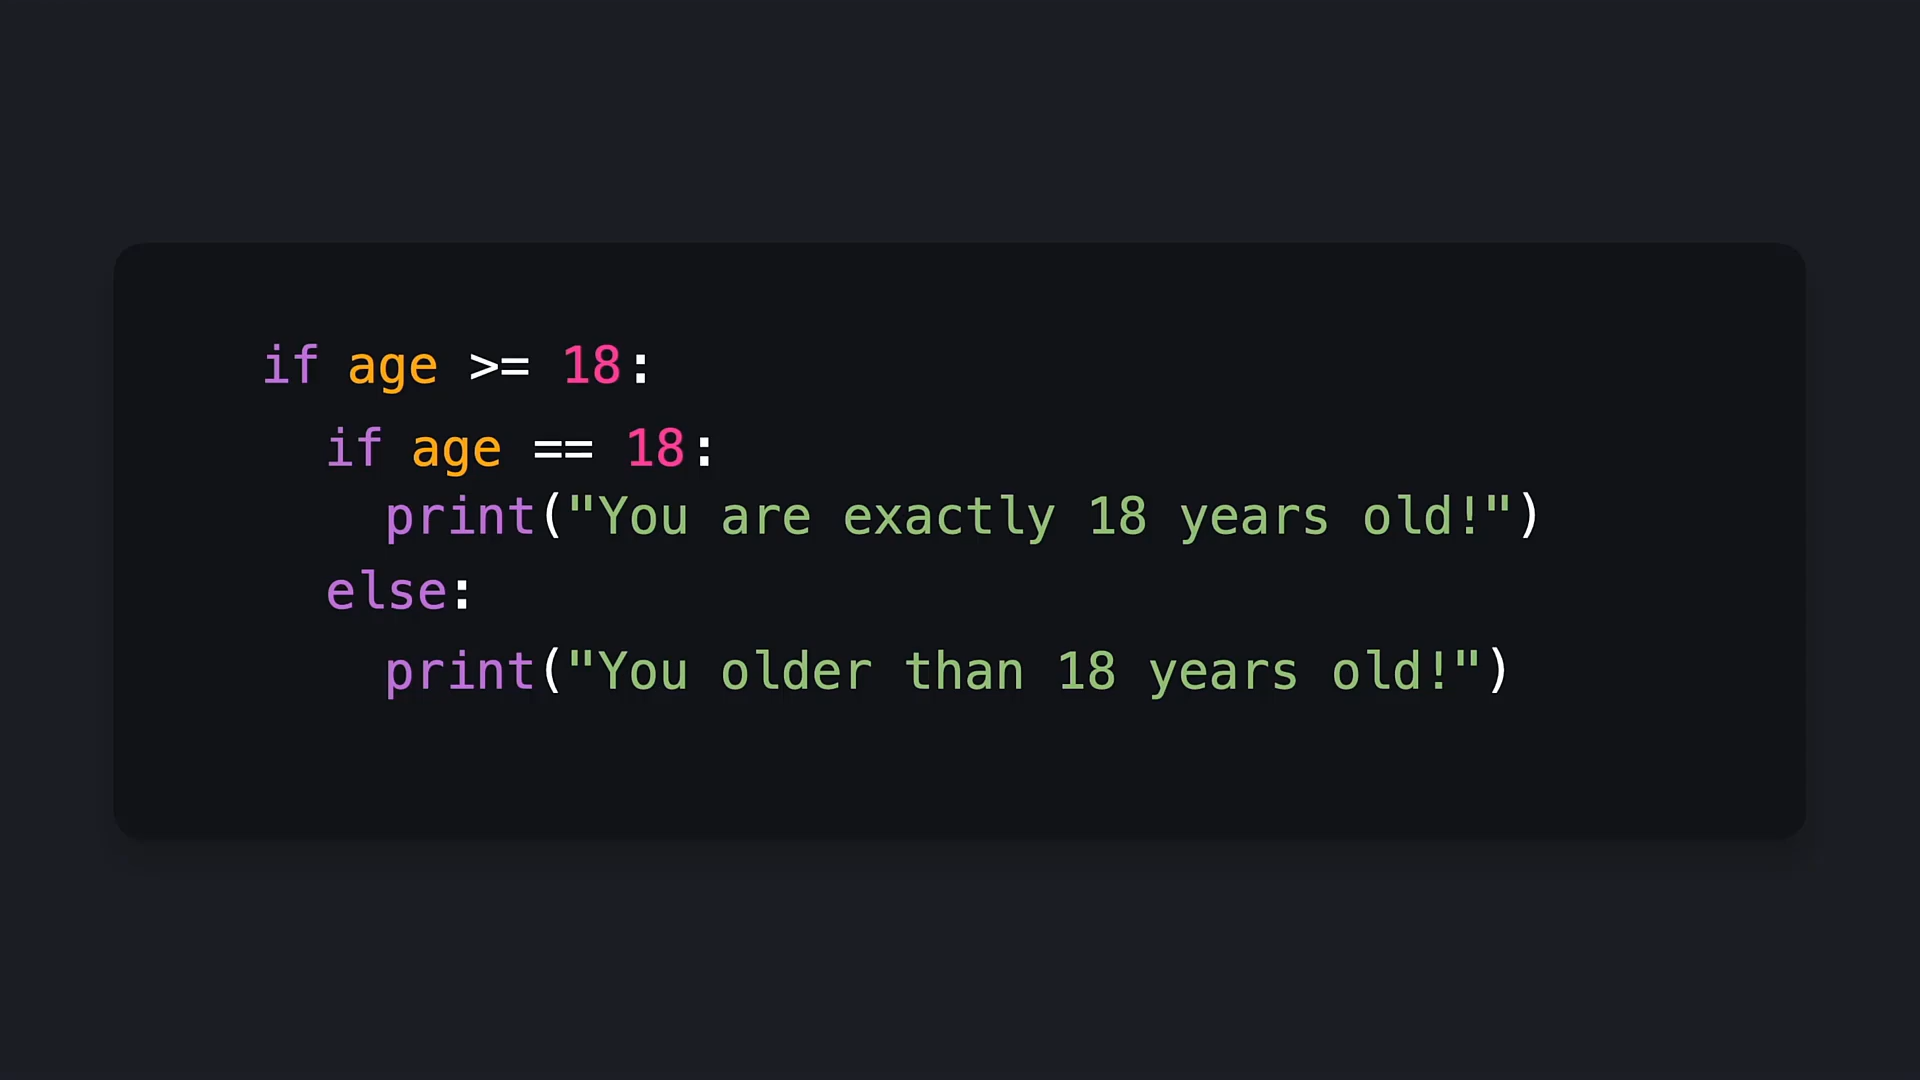 if age >= 18:
  if age == 18:
    print("You are exactly 18 years old!")
  else:
    print("You older than 18 years old!")